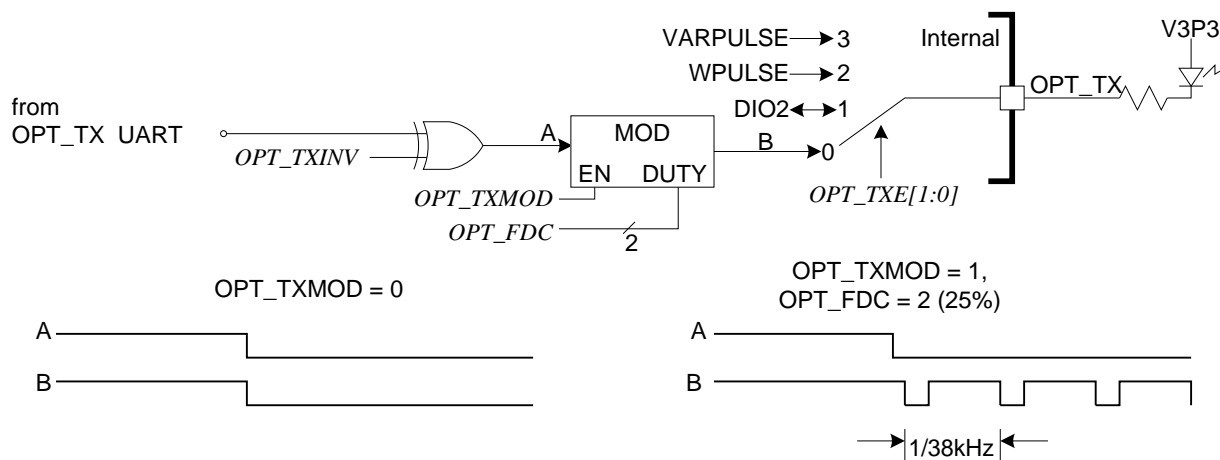 VARPULSE 3
Internal
V3P3
WPULSE 2
OPT_TX
from
OPT_TX UART
DIO2 1
A
MOD
B
0
OPT_TXINV
EN DUTY
OPT_TXMOD
OPT_TXE[1:0]
OPT_FDC
2
OPT_TXMOD = 0
OPT_TXMOD = 1,
OPT_FDC = 2 (25%)
A
B
A
B
1/38kHz